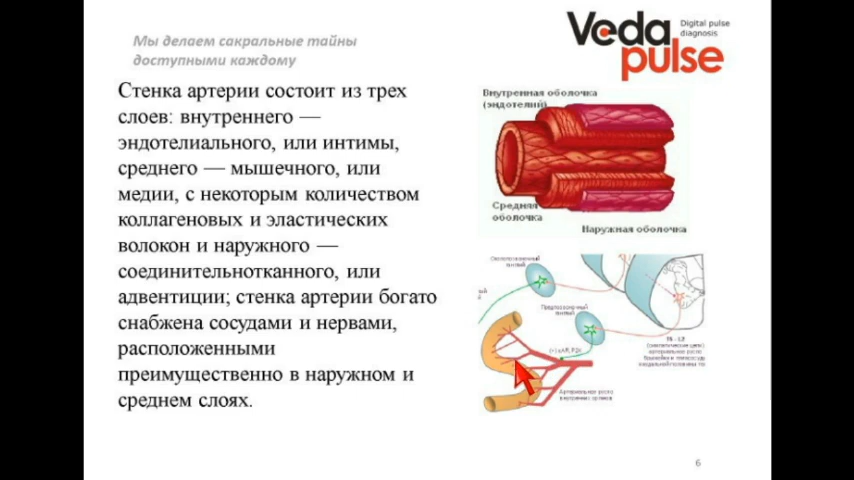 Мы делаем сакральные тайны
доступными каждому
Veda
pulse
Digital pulse
diagnosis
Стенка артерии состоит из трех
слоев: внутреннего —
эндотелиального, или интимы,
среднего — мышечного, или
медии, с некоторым количеством
коллагеновых и эластических
волокон и наружного —
соединительнотканного, или
адвентиции; стенка артерии богато
снабжена сосудами и нервами,
расположенными
преимущественно в наружном и
среднем слоях.
Внутренная оболочка
(эндотелий)
Средняя
оболочка
Наружная оболочка
6